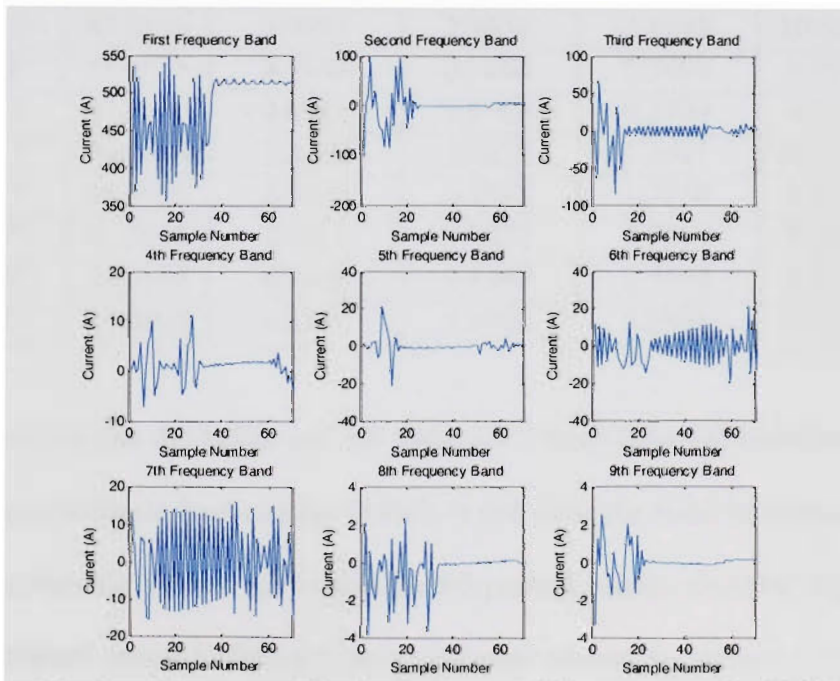 First Frequency Band
Second Frequency Band
Third Frequency Band
550
500
450
400
350
Current (A)
0
20
40
60
Sample Number
100
0
-100
-200
Current (A)
0
20
40
60
Sample Number
100
50
0
-50
-100
Current (A)
0
20
40
60
Sample Number
4th Frequency Band
5th Frequency Band
6th Frequency Band
20
10
0
-10
Current (A)
0
20
40
60
Sample Number
40
20
0
-20
-40
Current (A)
0
20
40
60
Sample Number
40
20
0
-20
-40
Current (A)
0
20
40
60
Sample Number
7th Frequency Band
8th Frequency Band
9th Frequency Band
20
10
0
-10
-20
Current (A)
0
20
40
60
Sample Number
4
2
0
-2
-4
Current (A)
0
20
40
60
Sample Number
4
2
0
-2
-4
Current (A)
0
20
40
60
Sample Number